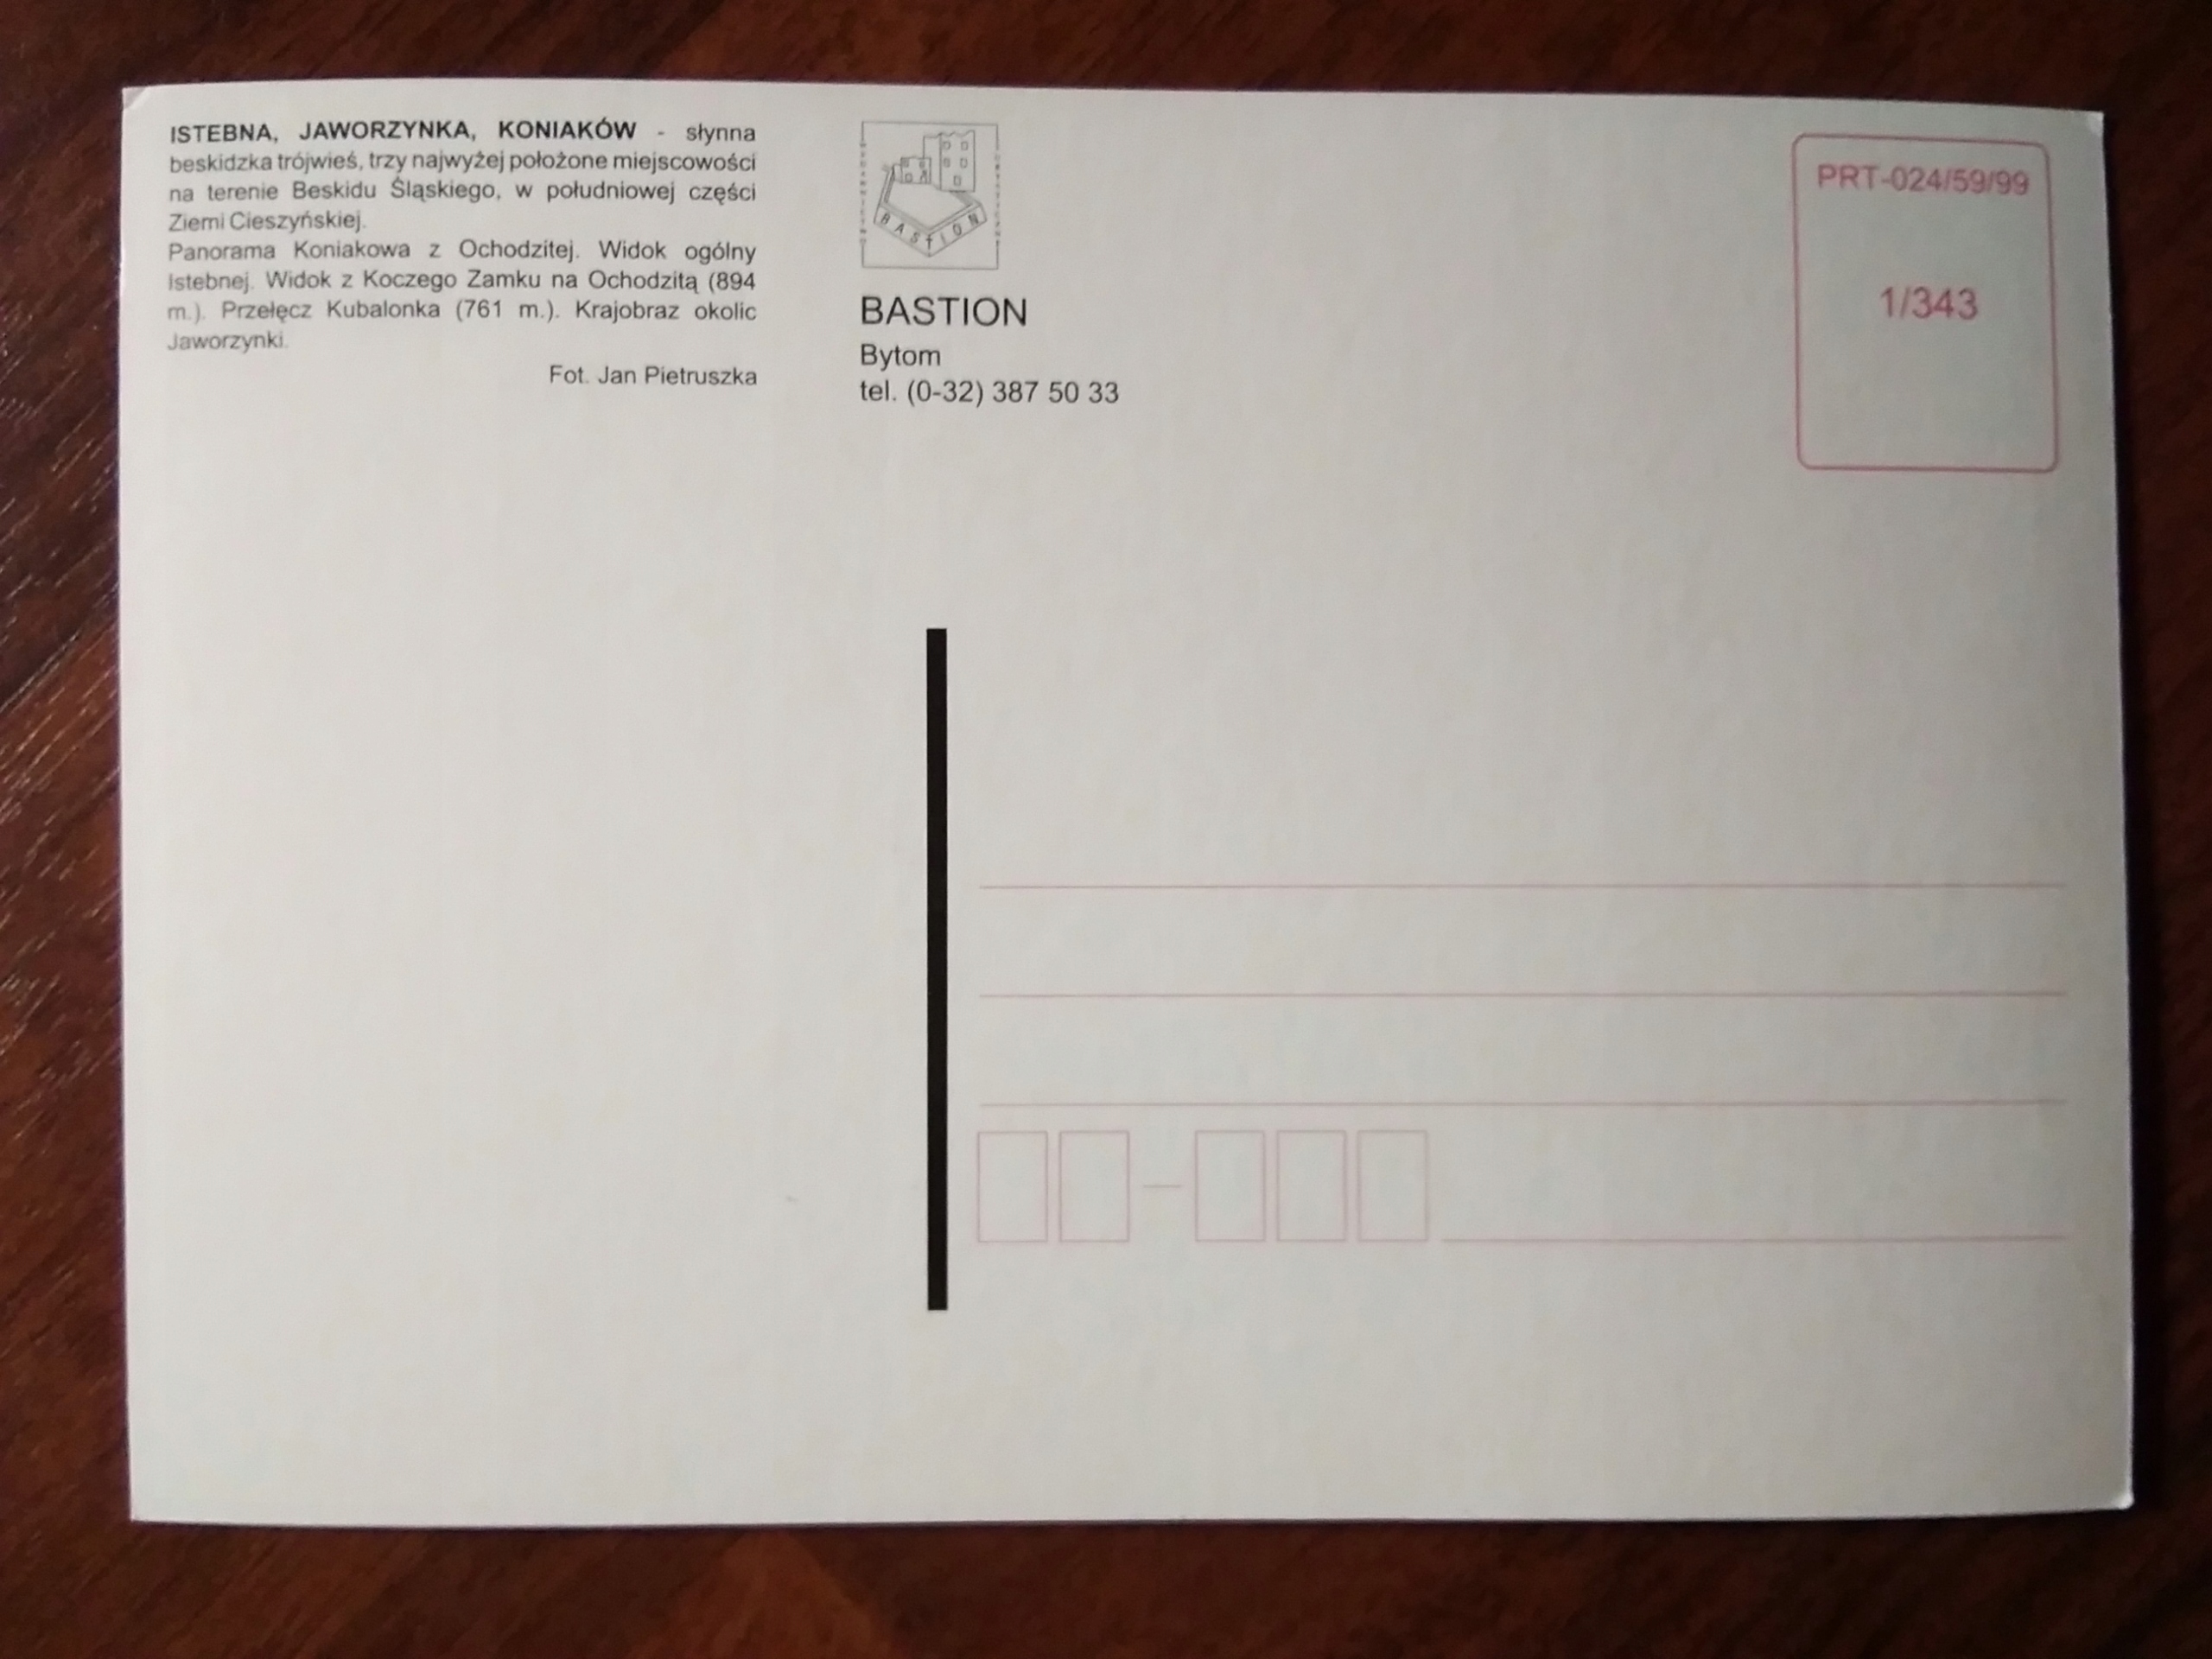 ISTEBNA, JAWORZYNKA, KONIAKÓW - słynna
beskidzka trójwieś, trzy najwyżej położone miejscowości
na terenie Beskidu Śląskiego, w południowej części
Ziemi Cieszyńskiej.
Panorama Koniakowa z Ochodzitej. Widok ogólny
Istebnej. Widok z Koczego Zamku na Ochodzitą (894
m.). Przełęcz Kubalonka (761 m.). Krajobraz okolic
Jaworzynki.
Fot. Jan Pietruszka
BASTION
BASTION
Bytom
tel. (0-32) 387 50 33
PRT-024/59/99
1/343